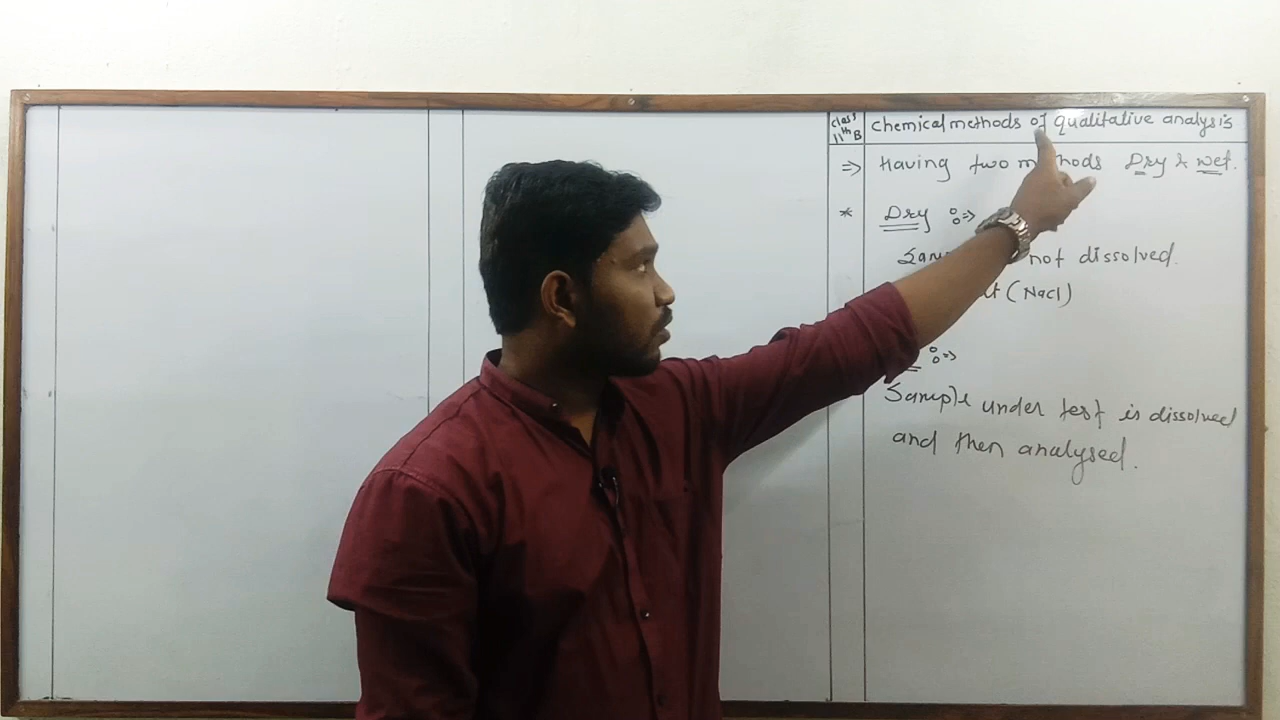 class 11th B
chemical methods of qualitative analysis
=> Having two methods Dry & wet.
* Dry :=>
not dissolved.
(NaCl)
:=>
Sample under test is dissolved
and then analysed.